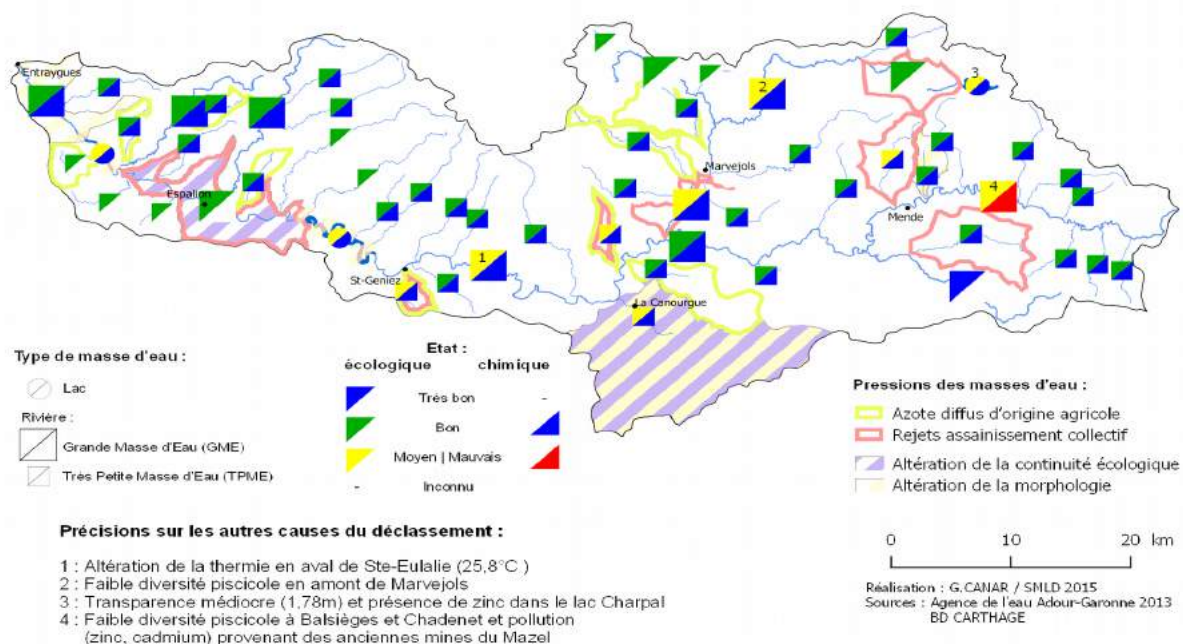 Entraygues
Espalion
St-Geniez
La Canourgue
Marvejols
Mende
1
2
3
4
Type de masse d'eau :
Lac
Rivière :
Grande Masse d'Eau (GME)
Très Petite Masse d'Eau (TPME)
Etat :
écologique chimique
Très bon -
Bon
Moyen | Mauvais
- Inconnu
Pressions des masses d'eau :
Azote diffus d'origine agricole
Rejets assainissement collectif
Altération de la continuité écologique
Altération de la morphologie
Précisions sur les autres causes du déclassement :
1 : Altération de la thermie en aval de Ste-Eulalie (25,8°C )
2 : Faible diversité piscicole en amont de Marvejols
3 : Transparence médiocre (1,78m) et présence de zinc dans le lac Charpal
4 : Faible diversité piscicole à Balsièges et Chadenet et pollution
(zinc, cadmium) provenant des anciennes mines du Mazel
0 10 20 km
Réalisation : G.CANAR / SMLD 2015
Sources : Agence de l'eau Adour-Garonne 2013
BD CARTHAGE